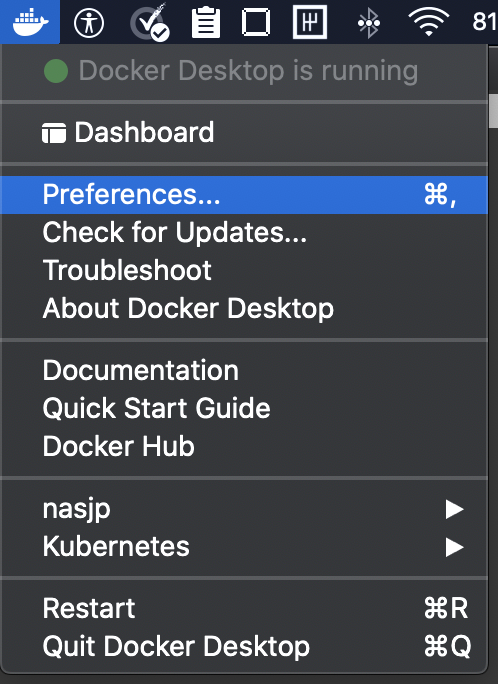 81
Docker Desktop is running
Dashboard
Preferences... ⌘,
Check for Updates...
Troubleshoot
About Docker Desktop
Documentation
Quick Start Guide
Docker Hub
nasjp ▶
Kubernetes ▶
Restart ⌘R
Quit Docker Desktop ⌘Q